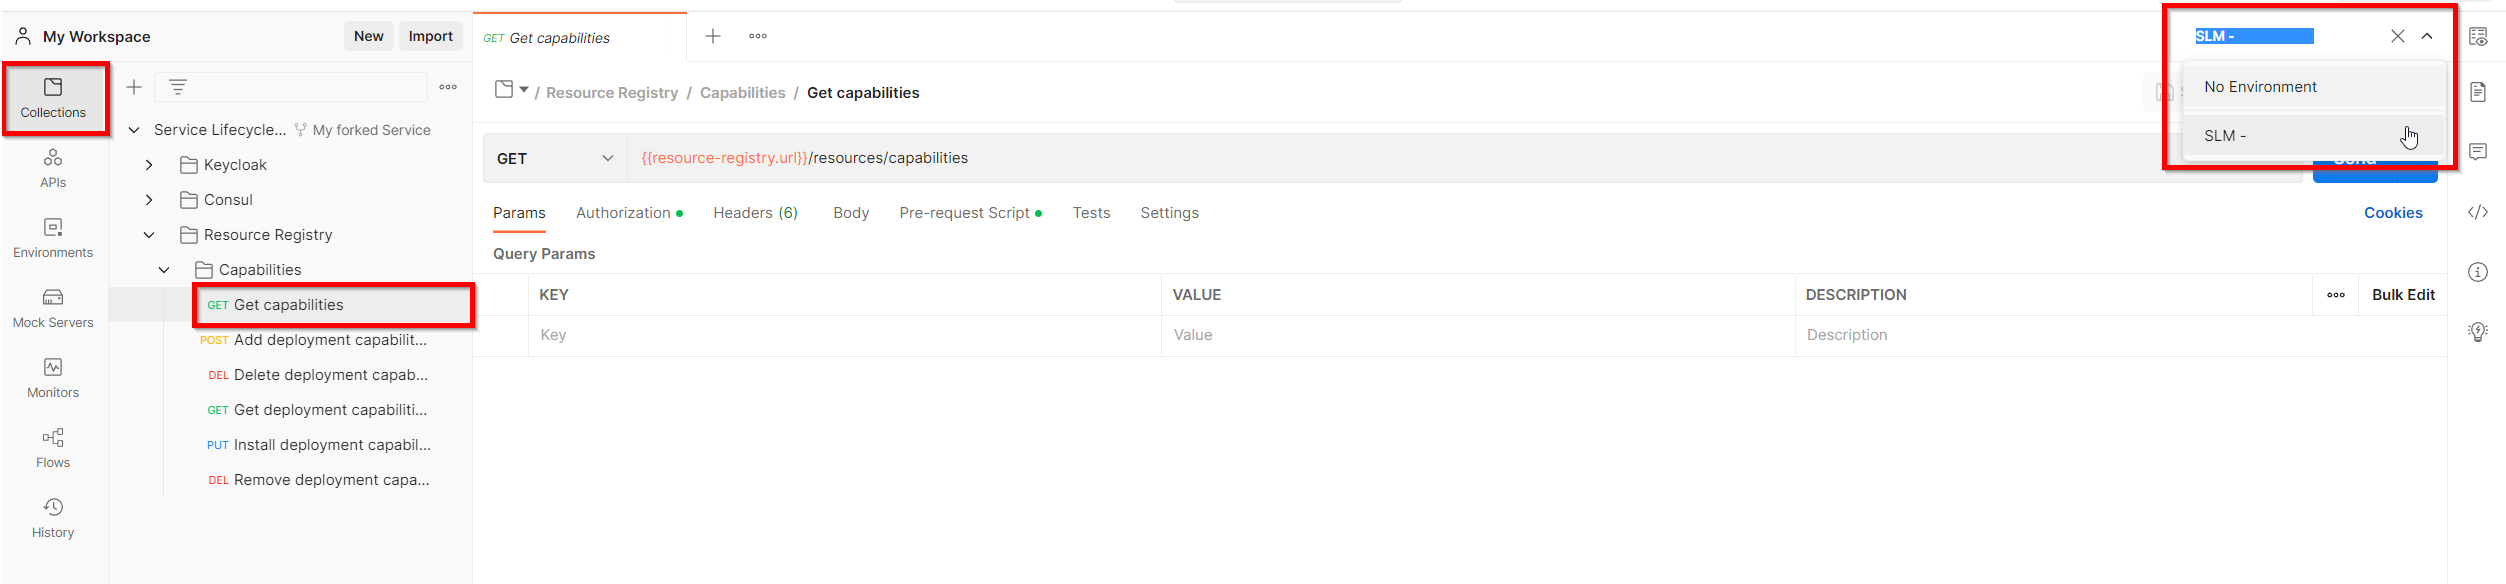 My Workspace
New
Import
GET Get capabilities
SLM -
No Environment
SLM -
Collections
APIs
Environments
Mock Servers
Monitors
Flows
History
Service Lifecycle... My forked Service
Keycloak
Consul
Resource Registry
Capabilities
GET Get capabilities
POST Add deployment capabilit...
DEL Delete deployment capab...
GET Get deployment capabiliti...
PUT Install deployment capabil...
DEL Remove deployment capa...
/ Resource Registry / Capabilities / Get capabilities
GET
{{resource-registry.url}}/resources/capabilities
Send
Params
Authorization
Headers (6)
Body
Pre-request Script
Tests
Settings
Cookies
Query Params
KEY
VALUE
DESCRIPTION
Bulk Edit
Key
Value
Description